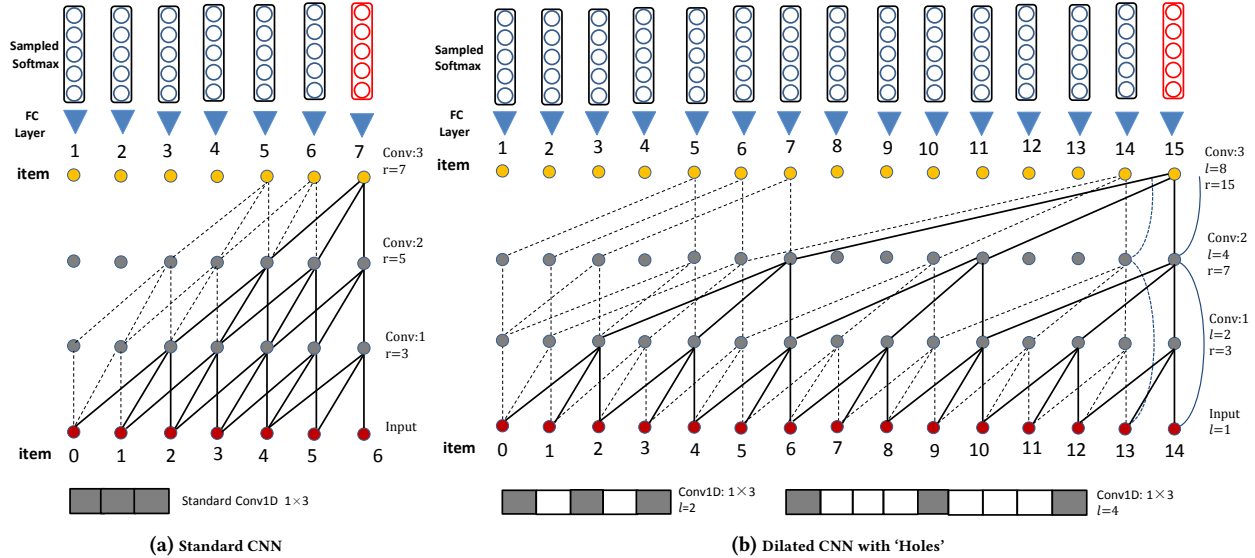 Sampled
Softmax
FC
Layer
1 2 3 4 5 6 7
item
Conv:3
r=7
Conv:2
r=5
Conv:1
r=3
Input
item
0 1 2 3 4 5 6
Standard Conv1D 1×3
(a) Standard CNN
Sampled
Softmax
FC
Layer
1 2 3 4 5 6 7 8 9 10 11 12 13 14 15
item
Conv:3
l=8
r=15
Conv:2
l=4
r=7
Conv:1
l=2
r=3
Input
l=1
item
0 1 2 3 4 5 6 7 8 9 10 11 12 13 14
Conv1D: 1×3
l=2
Conv1D: 1×3
l=4
(b) Dilated CNN with ‘Holes’